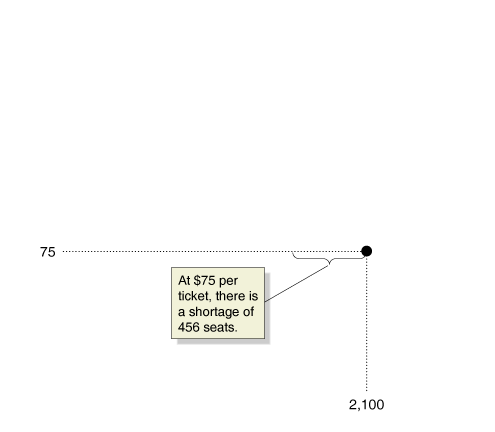 75
At $75 per
ticket, there is
a shortage of
456 seats.
2,100